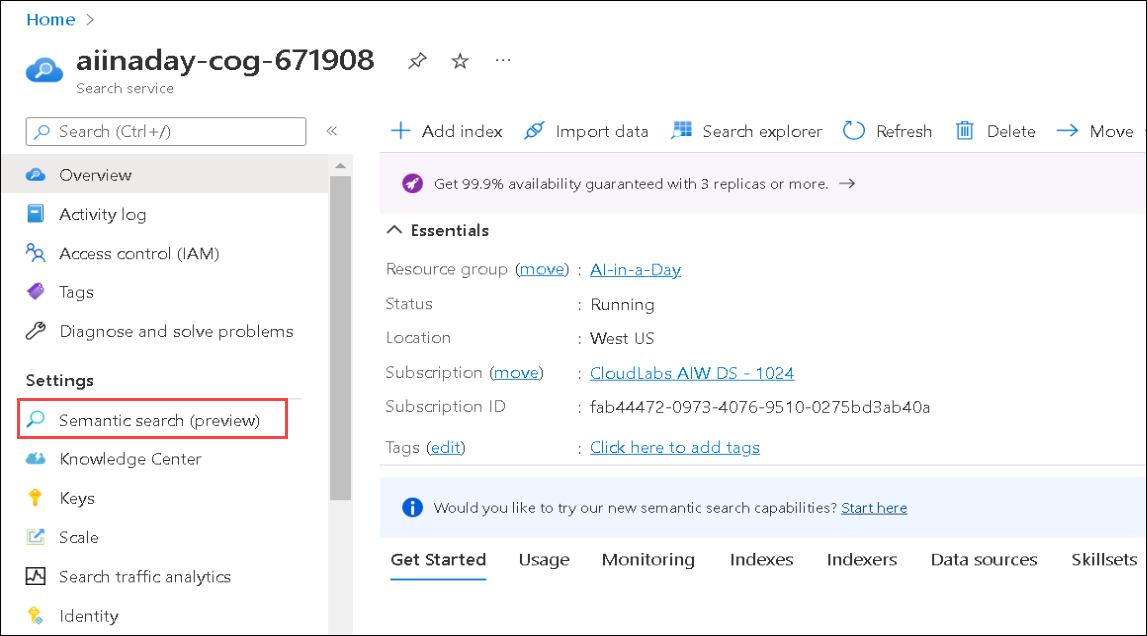 Home >
aiinaday-cog-671908 ...
Search service
Search (Ctrl+/) «
Overview
Activity log
Access control (IAM)
Tags
Diagnose and solve problems
Settings
Semantic search (preview)
Knowledge Center
Keys
Scale
Search traffic analytics
Identity
Add index Import data Search explorer Refresh Delete Move
Get 99.9% availability guaranteed with 3 replicas or more. →
Essentials
Resource group (move) : AI-in-a-Day
Status : Running
Location : West US
Subscription (move) : CloudLabs AIW DS - 1024
Subscription ID : fab44472-0973-4076-9510-0275bd3ab40a
Tags (edit) : Click here to add tags
Would you like to try our new semantic search capabilities? Start here
Get Started Usage Monitoring Indexes Indexers Data sources Skillsets